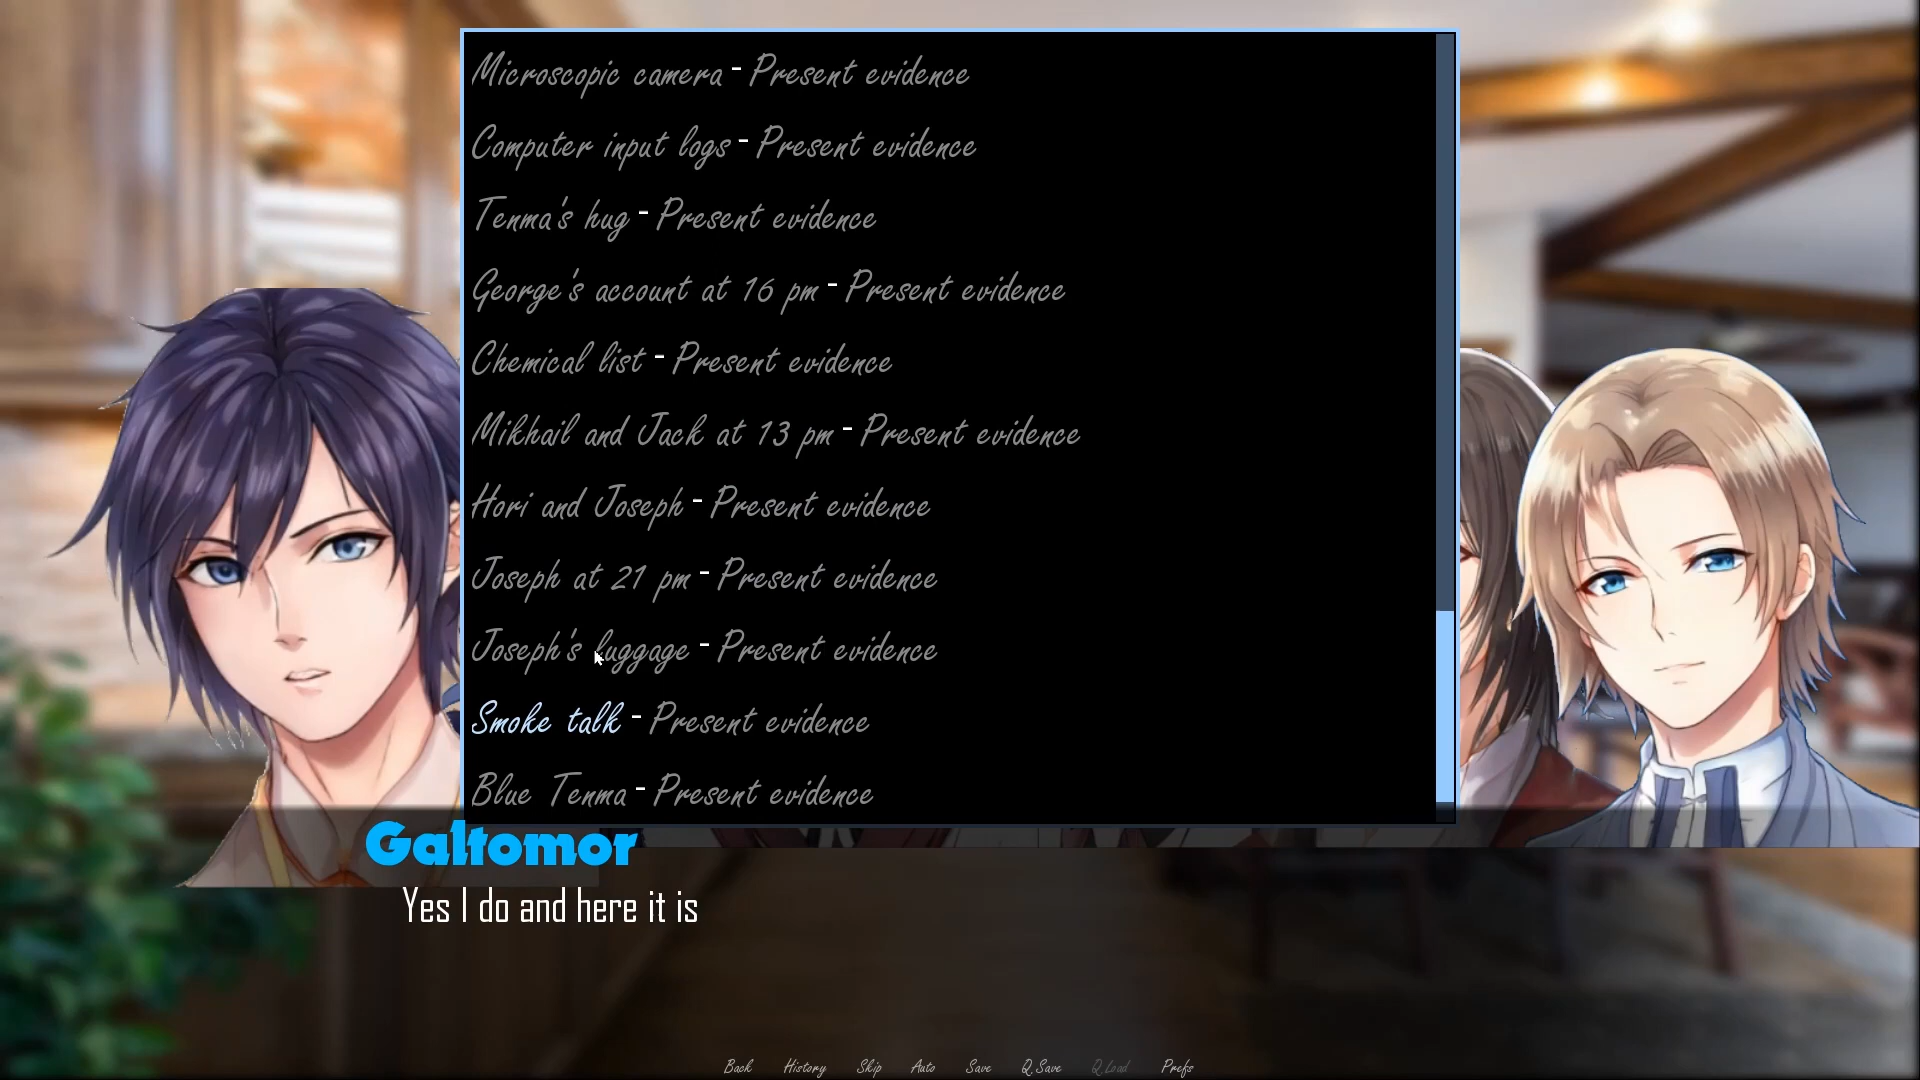 Microscopic camera - Present evidence
Computer input logs - Present evidence
Tenma's hug - Present evidence
George's account at 16 pm - Present evidence
Chemical list - Present evidence
Mikhail and Jack at 13 pm - Present evidence
Hori and Joseph - Present evidence
Joseph at 21 pm - Present evidence
Joseph's luggage - Present evidence
Smoke talk - Present evidence
Blue Tenma - Present evidence
Galtomor
Yes I do and here it is
Back History Skip Auto Save Q.Save Q.Load Prefs